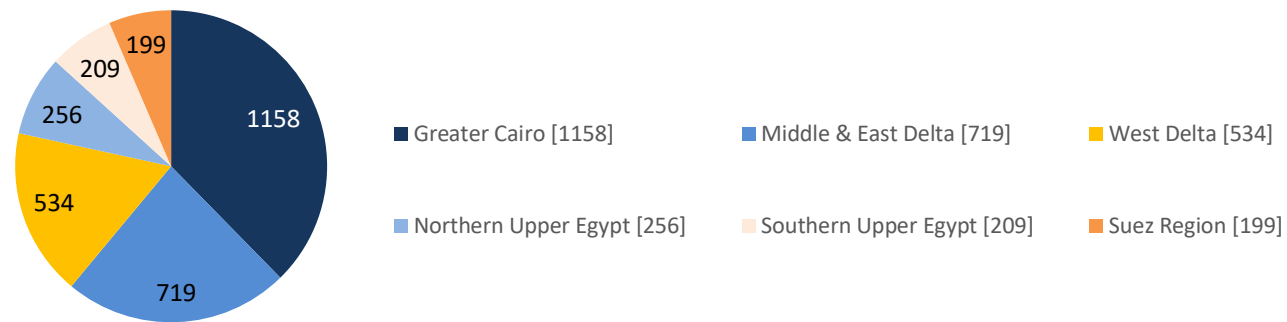 199
209
256
1158
534
719
Greater Cairo [1158]
Middle & East Delta [719]
West Delta [534]
Northern Upper Egypt [256]
Southern Upper Egypt [209]
Suez Region [199]